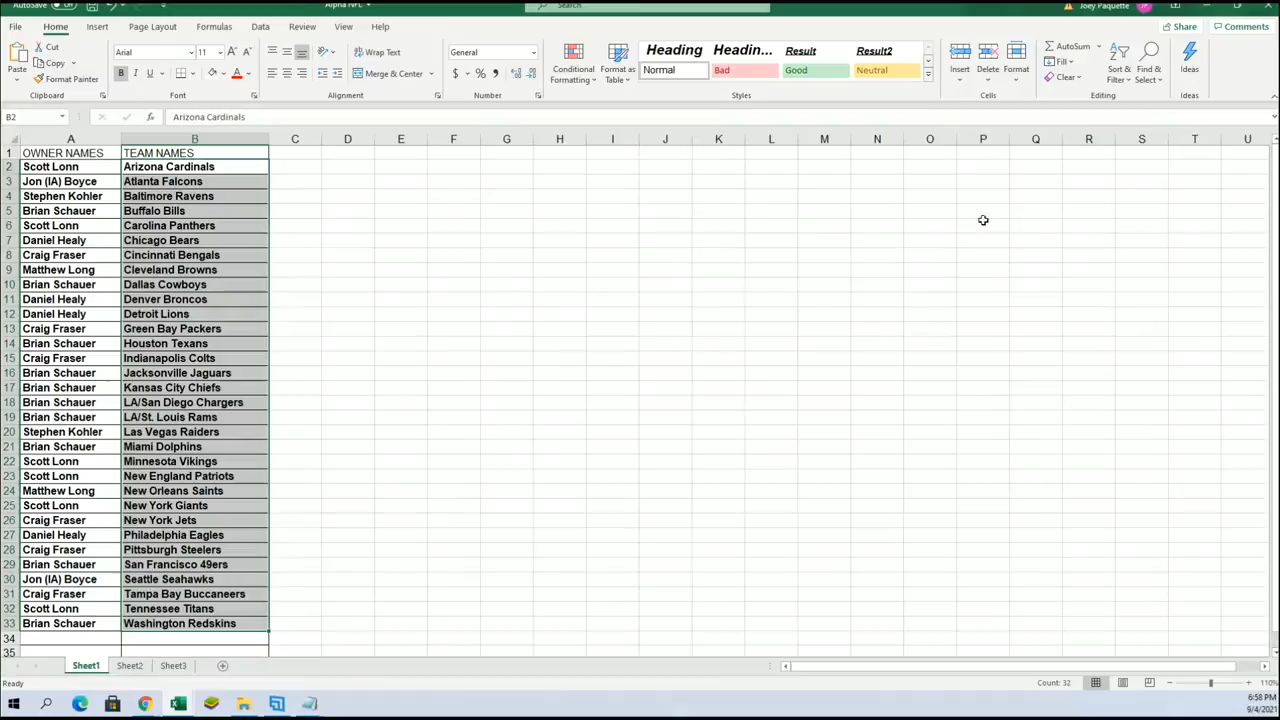 AutoSave Off Alpha NFL Search Joey Paquette JP
File Home Insert Page Layout Formulas Data Review View Help Share Comments
Paste Cut Copy Format Painter Clipboard
Arial 11 A A B I U A Font
Wrap Text Merge & Center Alignment
General $ % Number
Conditional Formatting Format as Table
Heading Headin... Result Result2
Normal Bad Good Neutral
Styles
Insert Delete Format Cells
AutoSum Fill Clear Sort & Filter Find & Select Editing
Ideas Ideas
B2 fx Arizona Cardinals
A B C D E F G H I J K L M N O P Q R S T U
1 OWNER NAMES TEAM NAMES
2 Scott Lonn Arizona Cardinals
3 Jon (IA) Boyce Atlanta Falcons
4 Stephen Kohler Baltimore Ravens
5 Brian Schauer Buffalo Bills
6 Scott Lonn Carolina Panthers
7 Daniel Healy Chicago Bears
8 Craig Fraser Cincinnati Bengals
9 Matthew Long Cleveland Browns
10 Brian Schauer Dallas Cowboys
11 Daniel Healy Denver Broncos
12 Daniel Healy Detroit Lions
13 Craig Fraser Green Bay Packers
14 Brian Schauer Houston Texans
15 Craig Fraser Indianapolis Colts
16 Brian Schauer Jacksonville Jaguars
17 Brian Schauer Kansas City Chiefs
18 Brian Schauer LA/San Diego Chargers
19 Brian Schauer LA/St. Louis Rams
20 Stephen Kohler Las Vegas Raiders
21 Brian Schauer Miami Dolphins
22 Scott Lonn Minnesota Vikings
23 Scott Lonn New England Patriots
24 Matthew Long New Orleans Saints
25 Scott Lonn New York Giants
26 Craig Fraser New York Jets
27 Daniel Healy Philadelphia Eagles
28 Craig Fraser Pittsburgh Steelers
29 Brian Schauer San Francisco 49ers
30 Jon (IA) Boyce Seattle Seahawks
31 Craig Fraser Tampa Bay Buccaneers
32 Scott Lonn Tennessee Titans
33 Brian Schauer Washington Redskins
34
35
Sheet1 Sheet2 Sheet3
Ready Count: 32 110%
6:58 PM
9/4/2021